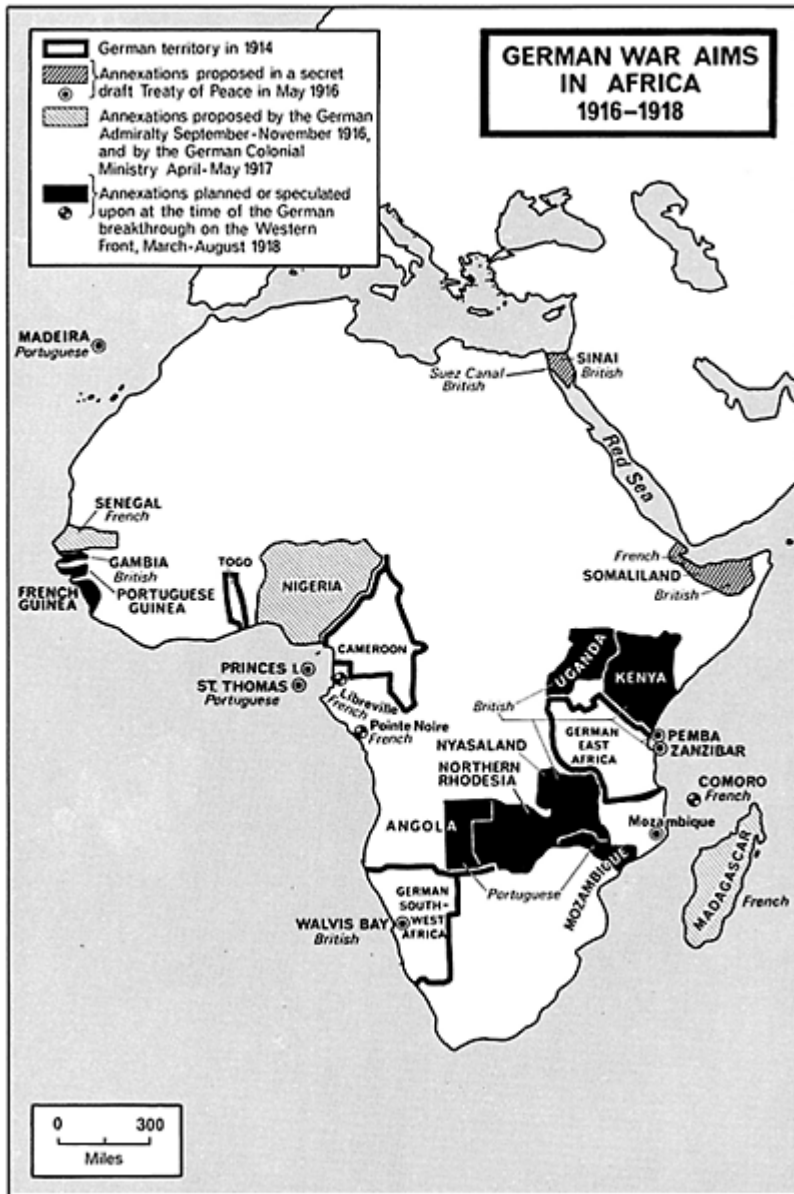 German territory in 1914
Annexations proposed in a secret
draft Treaty of Peace in May 1916
Annexations proposed by the German
Admiralty September-November 1916,
and by the German Colonial
Ministry April-May 1917
Annexations planned or speculated
upon at the time of the German
breakthrough on the Western
Front, March-August 1918
GERMAN WAR AIMS
IN AFRICA
1916–1918
MADEIRA
Portuguese
SINAI
British
Suez Canal
British
Red Sea
SENEGAL
French
GAMBIA
British
FRENCH
GUINEA
PORTUGUESE
GUINEA
TOGO
NIGERIA
CAMEROON
French
SOMALILAND
British
PRINCES I.
ST. THOMAS
Portuguese
Libreville
French
Pointe Noire
French
UGANDA
KENYA
British
GERMAN
EAST
AFRICA
PEMBA
ZANZIBAR
NYASALAND
NORTHERN
RHODESIA
COMORO
French
ANGOLA
Mozambique
Portuguese
MOZAMBIQUE
MADAGASCAR
French
GERMAN
SOUTH-
WEST
AFRICA
WALVIS BAY
British
0 300
Miles